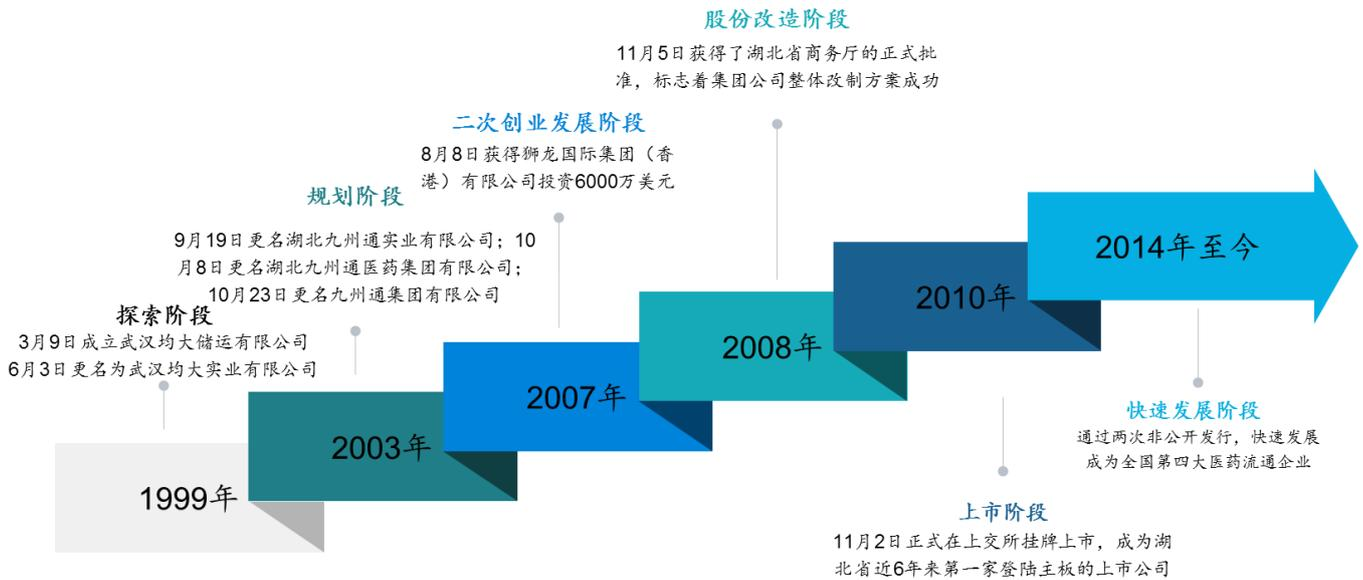 股份改造阶段
11月5日获得了湖北省商务厅的正式批
准，标志着集团公司整体改制方案成功
二次创业发展阶段
8月8日获得狮龙国际集团（香
港）有限公司投资6000万美元
规划阶段
9月19日更名湖北九州通实业有限公司；10
月8日更名湖北九州通医药集团有限公司；
10月23日更名九州通集团有限公司
探索阶段
3月9日成立武汉均大储运有限公司
6月3日更名为武汉均大实业有限公司
2014年至今
2010年
2008年
2007年
2003年
1999年
快速发展阶段
通过两次非公开发行，快速发展
成为全国第四大医药流通企业
上市阶段
11月2日正式在上交所挂牌上市，成为湖
北省近6年来第一家登陆主板的上市公司